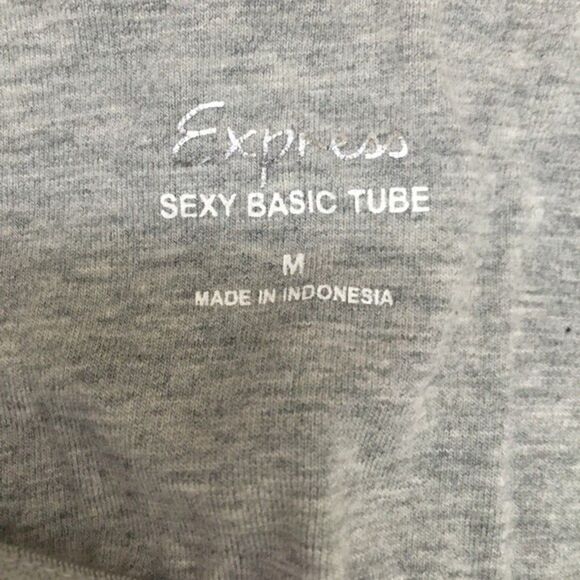 Express
SEXY BASIC TUBE
M
MADE IN INDONESIA